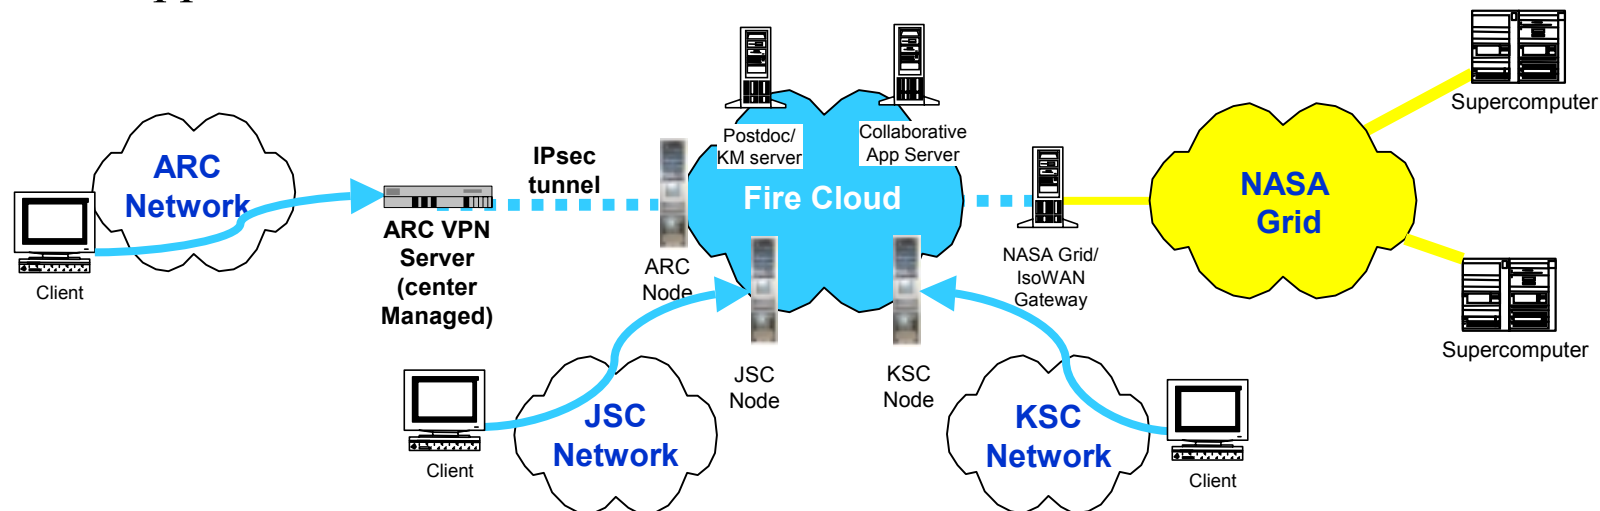 Supercomputer
Postdoc/
KM server
Collaborative
App Server
ARC
Network
IPsec
tunnel
Fire Cloud
NASA
Grid
ARC VPN
Server
(center
Managed)
Client
ARC
Node
NASA Grid/
IsoWAN
Gateway
Supercomputer
JSC
Node
KSC
Node
JSC
Network
KSC
Network
Client
Client